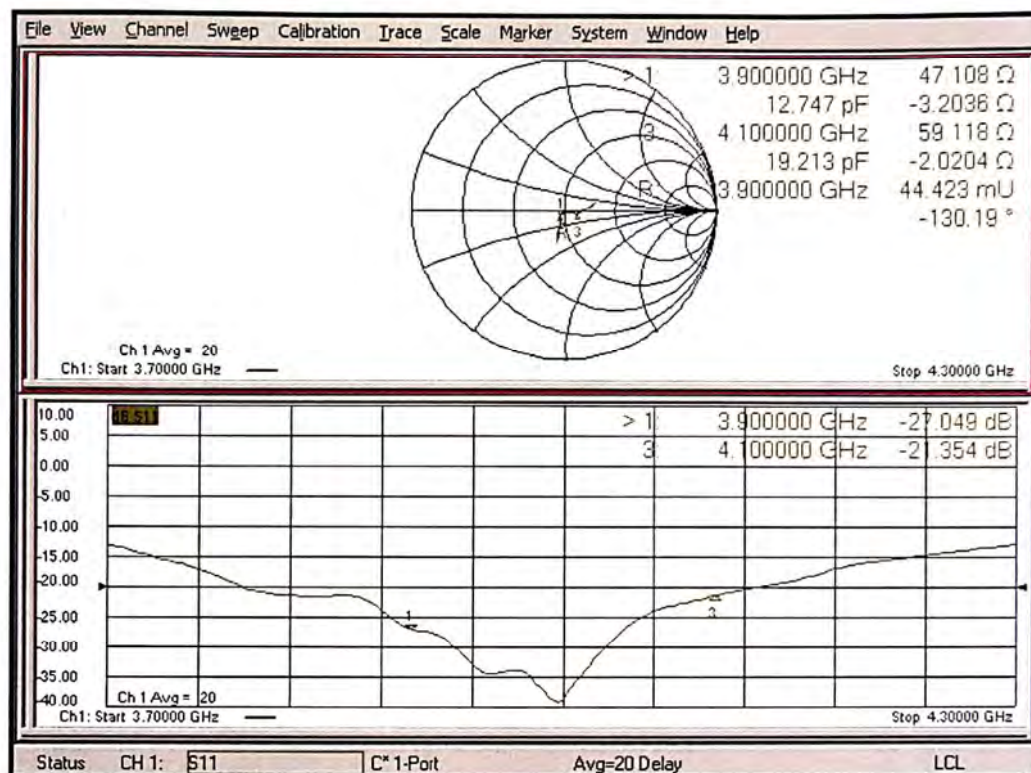 File View Channel Sweep Calibration Trace Scale Marker System Window Help
> 1 3.900000 GHz 47.108 Ω
12.747 pF -3.2036 Ω
3 4.100000 GHz 59.118 Ω
19.213 pF -2.0204 Ω
R 3.900000 GHz 44.423 mU
-130.19 °
1
3
Ch 1 Avg = 20
Ch1: Start 3.70000 GHz Stop 4.30000 GHz
10.00 dB S11
5.00
0.00
-5.00
-10.00
-15.00
-20.00
-25.00
-30.00
-35.00
-40.00
> 1 3.900000 GHz -27.049 dB
3 4.100000 GHz -21.354 dB
1
3
Ch 1 Avg = 20
Ch1: Start 3.70000 GHz Stop 4.30000 GHz
Status CH 1: S11 C* 1-Port Avg=20 Delay LCL